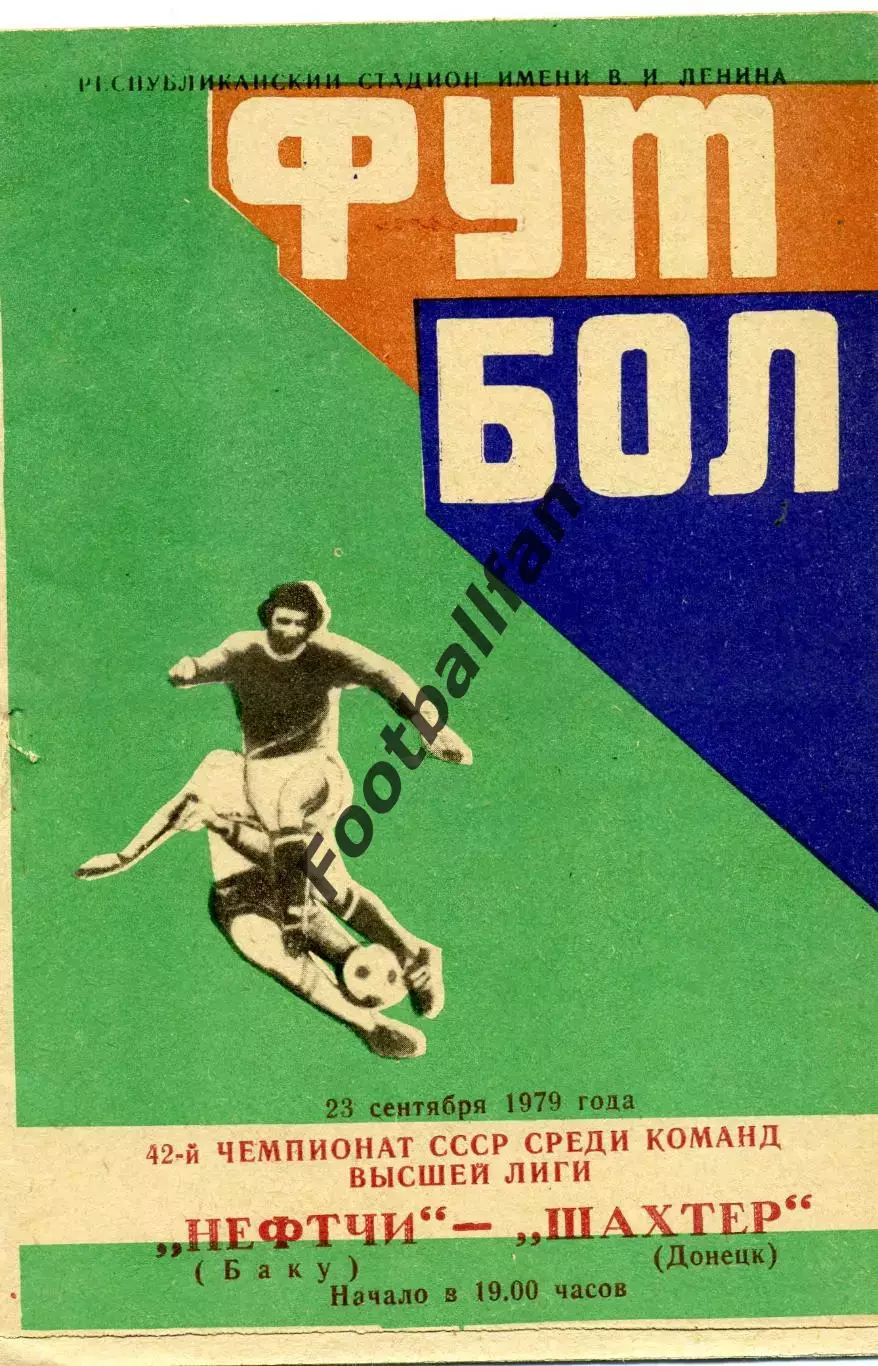 РЕСПУБЛИКАНСКИЙ СТАДИОН ИМЕНИ В. И. ЛЕНИНА
ФУТ
БОЛ
Footballfan
23 сентября 1979 года
42-й ЧЕМПИОНАТ СССР СРЕДИ КОМАНД
ВЫСШЕЙ ЛИГИ
„НЕФТЧИ“ — „ШАХТЕР“
(Баку) (Донецк)
Начало в 19.00 часов